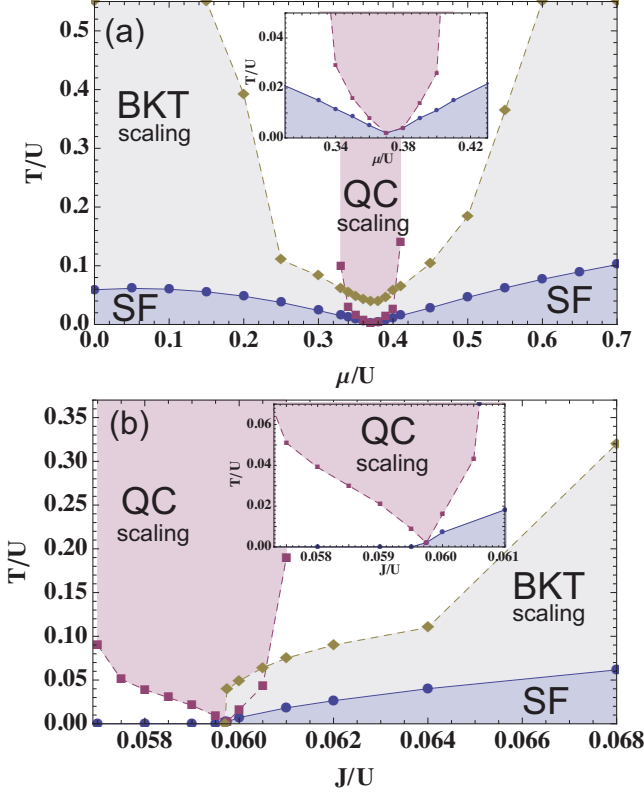 (a)
BKT
scaling
QC
scaling
SF
SF
T/U
0.0
0.1
0.2
0.3
0.4
0.5
0.0
0.1
0.2
0.3
0.4
0.5
0.6
0.7
μ/U
T/U
0.00
0.02
0.04
0.34
0.38
0.42
μ/U
(b)
QC
scaling
BKT
scaling
SF
T/U
0.00
0.05
0.10
0.15
0.20
0.25
0.30
0.35
0.058
0.060
0.062
0.064
0.066
0.068
J/U
QC
scaling
T/U
0.00
0.02
0.04
0.06
0.058
0.059
0.060
0.061
J/U